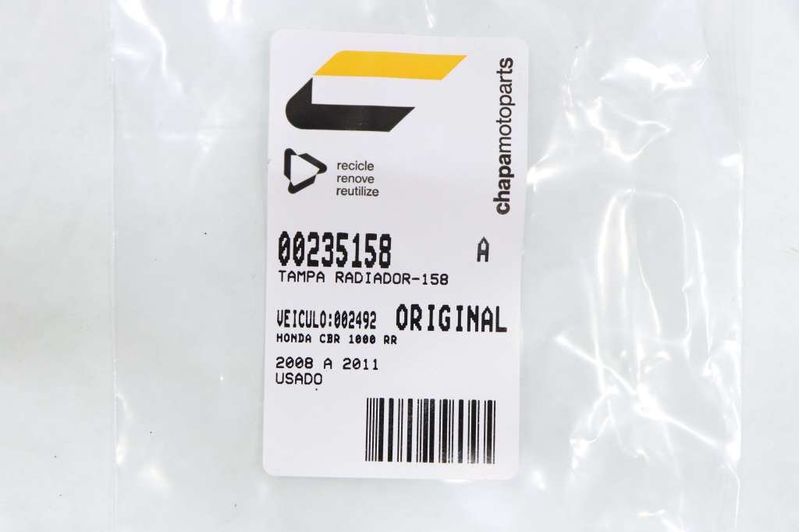 chapamotoparts
recicle
renove
reutilize
00235158 A
TAMPA RADIADOR-158
VEICULO:002492 ORIGINAL
HONDA CBR 1000 RR
2008 A 2011
USADO